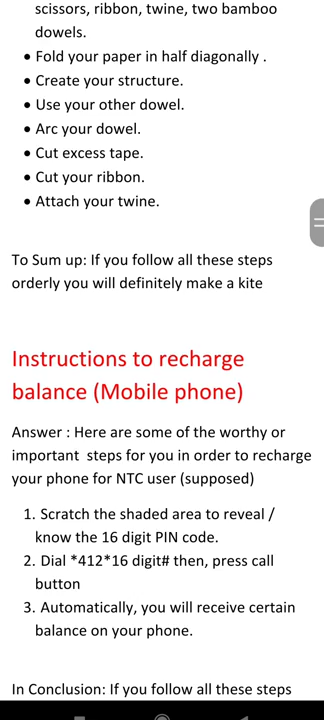 scissors, ribbon, twine, two bamboo
dowels.
• Fold your paper in half diagonally .
• Create your structure.
• Use your other dowel.
• Arc your dowel.
• Cut excess tape.
• Cut your ribbon.
• Attach your twine.
To Sum up: If you follow all these steps
orderly you will definitely make a kite
Instructions to recharge
balance (Mobile phone)
Answer : Here are some of the worthy or
important  steps for you in order to recharge
your phone for NTC user (supposed)
1. Scratch the shaded area to reveal /
know the 16 digit PIN code.
2. Dial *412*16 digit# then, press call
button
3. Automatically, you will receive certain
balance on your phone.
In Conclusion: If you follow all these steps